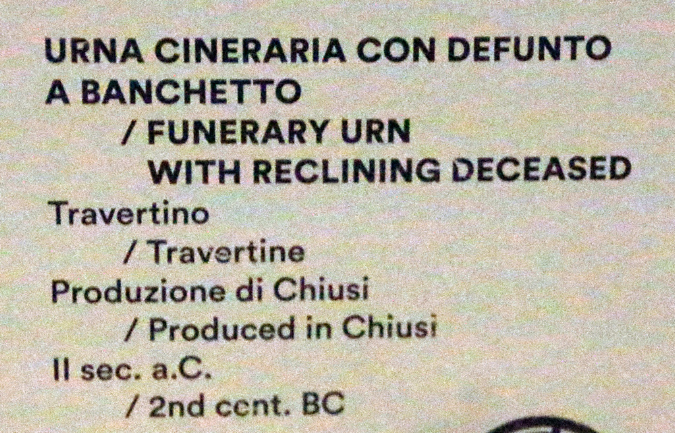 URNA CINERARIA CON DEFUNTO
A BANCHETTO
/ FUNERARY URN
WITH RECLINING DECEASED
Travertino
/ Travertine
Produzione di Chiusi
/ Produced in Chiusi
II sec. a.C.
/ 2nd cent. BC